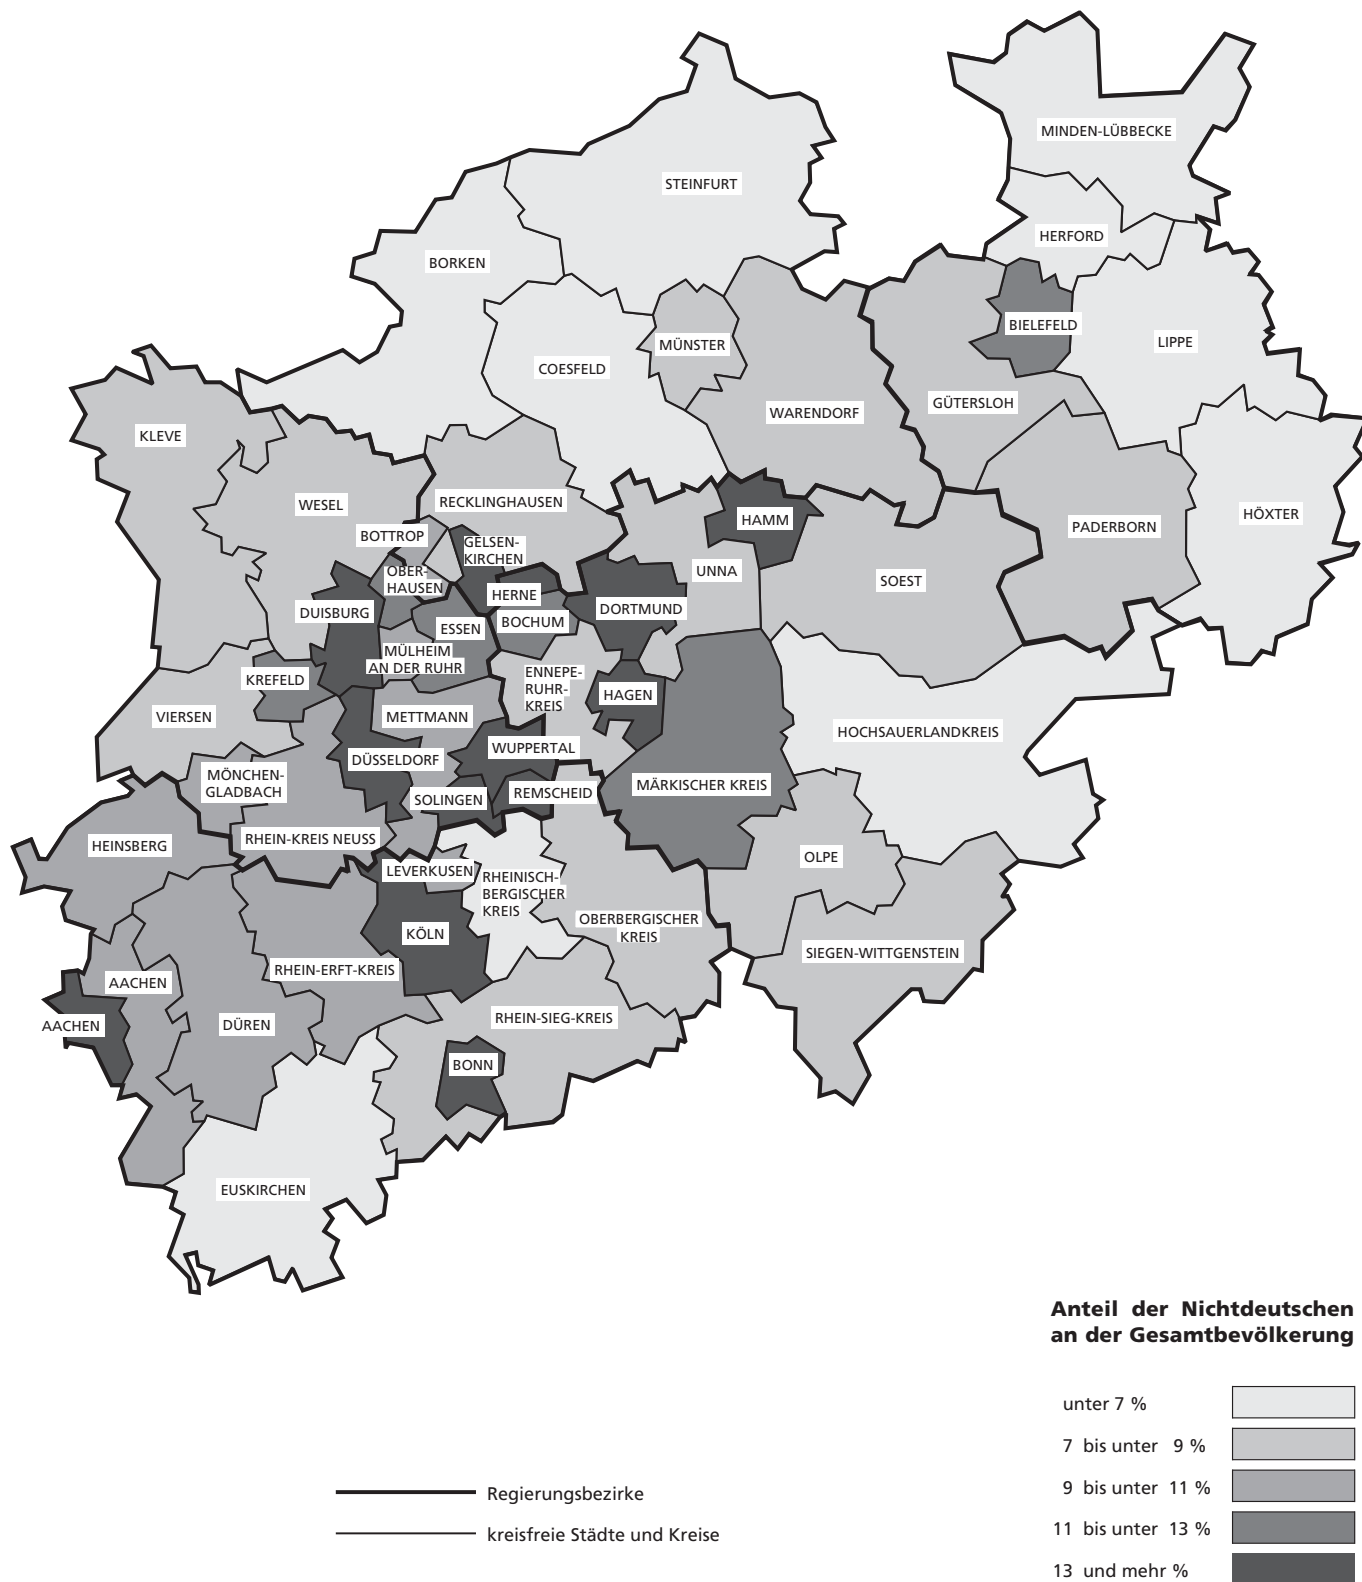 MINDEN-LÜBBECKE
STEINFURT
HERFORD
BORKEN
BIELEFELD
MÜNSTER
LIPPE
COESFELD
GÜTERSLOH
WARENDORF
KLEVE
RECKLINGHAUSEN
WESEL
HÖXTER
HAMM
PADERBORN
BOTTROP
GELSEN-
KIRCHEN
UNNA
SOEST
OBER-
HAUSEN
HERNE
DUISBURG
DORTMUND
BOCHUM
ESSEN
MÜLHEIM
AN DER RUHR
KREFELD
ENNEPE-
RUHR-
KREIS
HAGEN
VIERSEN
METTMANN
HOCHSAUERLANDKREIS
WUPPERTAL
DÜSSELDORF
MÖNCHEN-
GLADBACH
MÄRKISCHER KREIS
REMSCHEID
SOLINGEN
RHEIN-KREIS NEUSS
HEINSBERG
OLPE
LEVERKUSEN
RHEINISCH-
BERGISCHER
KREIS
OBERBERGISCHER
KREIS
KÖLN
SIEGEN-WITTGENSTEIN
RHEIN-ERFT-KREIS
AACHEN
RHEIN-SIEG-KREIS
AACHEN
DÜREN
BONN
EUSKIRCHEN
Anteil der Nichtdeutschen
an der Gesamtbevölkerung
unter 7 %
7 bis unter 9 %
9 bis unter 11 %
11 bis unter 13 %
13 und mehr %
Regierungsbezirke
kreisfreie Städte und Kreise